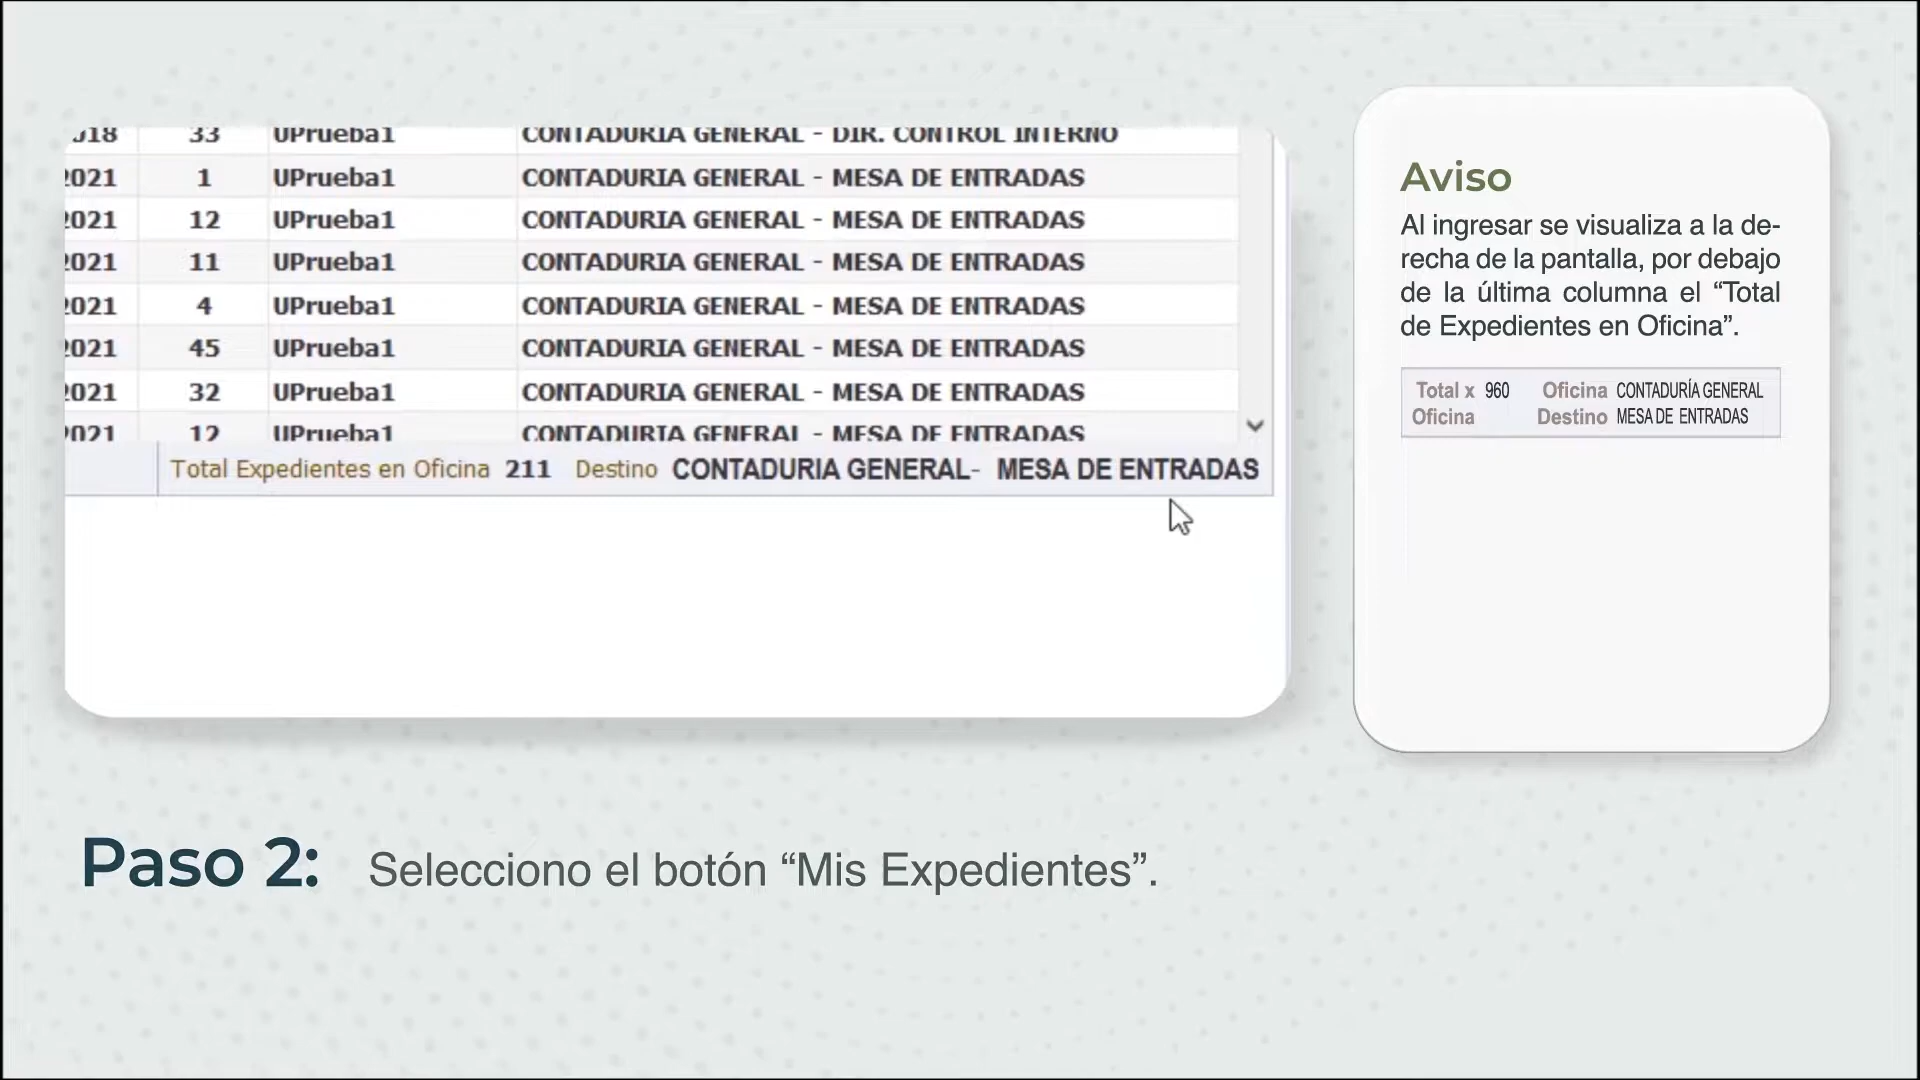 018 33 UPrueba1 CONTADURIA GENERAL - DIR. CONTROL INTERNO
2021 1 UPrueba1 CONTADURIA GENERAL - MESA DE ENTRADAS
2021 12 UPrueba1 CONTADURIA GENERAL - MESA DE ENTRADAS
2021 11 UPrueba1 CONTADURIA GENERAL - MESA DE ENTRADAS
2021 4 UPrueba1 CONTADURIA GENERAL - MESA DE ENTRADAS
2021 45 UPrueba1 CONTADURIA GENERAL - MESA DE ENTRADAS
2021 32 UPrueba1 CONTADURIA GENERAL - MESA DE ENTRADAS
2021 12 UPrueba1 CONTADURIA GENERAL - MESA DE ENTRADAS
Total Expedientes en Oficina 211 Destino CONTADURIA GENERAL- MESA DE ENTRADAS
Aviso
Al ingresar se visualiza a la de-
recha de la pantalla, por debajo
de la última columna el “Total
de Expedientes en Oficina”.
Total x 960 Oficina CONTADURÍA GENERAL
Oficina Destino MESA DE ENTRADAS
Paso 2: Selecciono el botón “Mis Expedientes”.